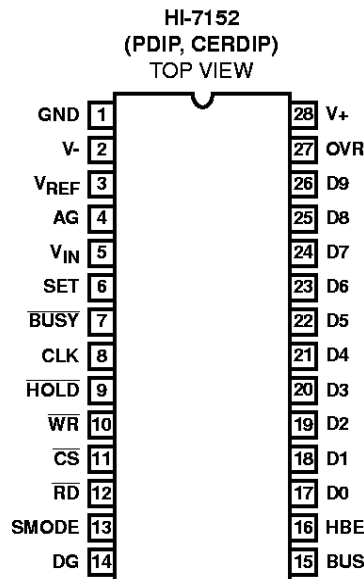 HI-7152
(PDIP, CERDIP)
TOP VIEW
GND 1 28 V+
V- 2 27 OVR
VREF 3 26 D9
AG 4 25 D8
VIN 5 24 D7
SET 6 23 D6
BUSY 7 22 D5
CLK 8 21 D4
HOLD 9 20 D3
WR 10 19 D2
CS 11 18 D1
RD 12 17 D0
SMODE 13 16 HBE
DG 14 15 BUS